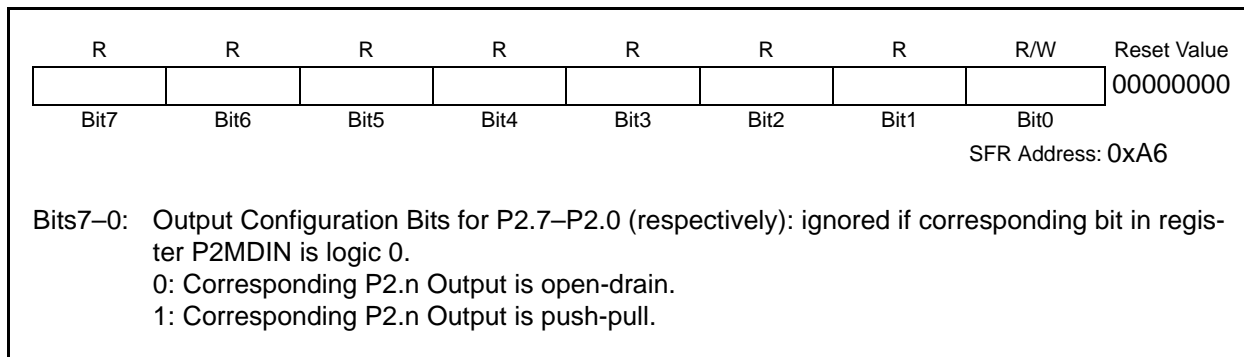 R R R R R R R R/W Reset Value
00000000
Bit7 Bit6 Bit5 Bit4 Bit3 Bit2 Bit1 Bit0
SFR Address: 0xA6
Bits7–0: Output Configuration Bits for P2.7–P2.0 (respectively): ignored if corresponding bit in regis-
ter P2MDIN is logic 0.
0: Corresponding P2.n Output is open-drain.
1: Corresponding P2.n Output is push-pull.